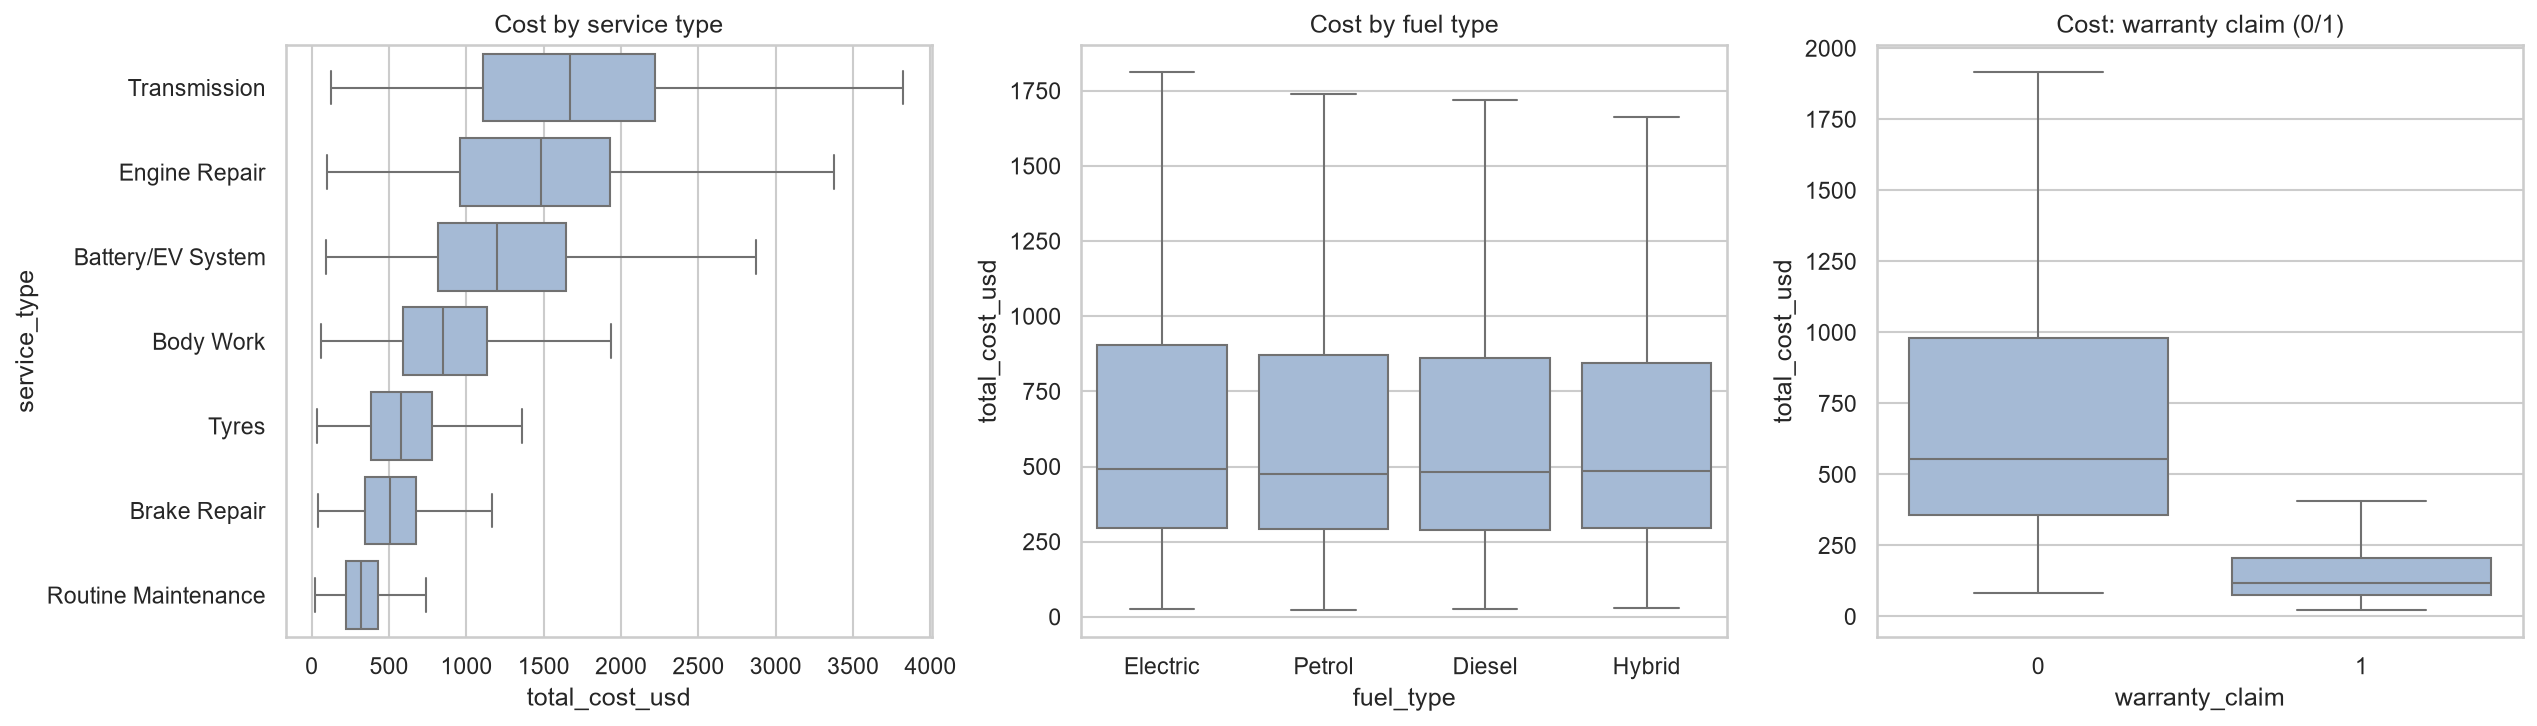 Cost by service type
service_type
Transmission
Engine Repair
Battery/EV System
Body Work
Tyres
Brake Repair
Routine Maintenance
0 500 1000 1500 2000 2500 3000 3500 4000
total_cost_usd
Cost by fuel type
total_cost_usd
1750
1500
1250
1000
750
500
250
0
Electric Petrol Diesel Hybrid
fuel_type
Cost: warranty claim (0/1)
total_cost_usd
2000
1750
1500
1250
1000
750
500
250
0
0 1
warranty_claim